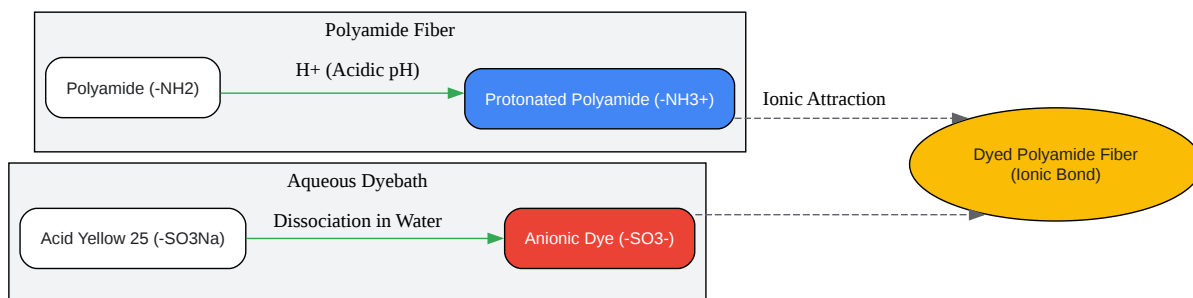 Polyamide Fiber
Polyamide (-NH2)
H+ (Acidic pH)
Protonated Polyamide (-NH3+)
Ionic Attraction
Dyed Polyamide Fiber
(Ionic Bond)
Aqueous Dyebath
Acid Yellow 25 (-SO3Na)
Dissociation in Water
Anionic Dye (-SO3-)